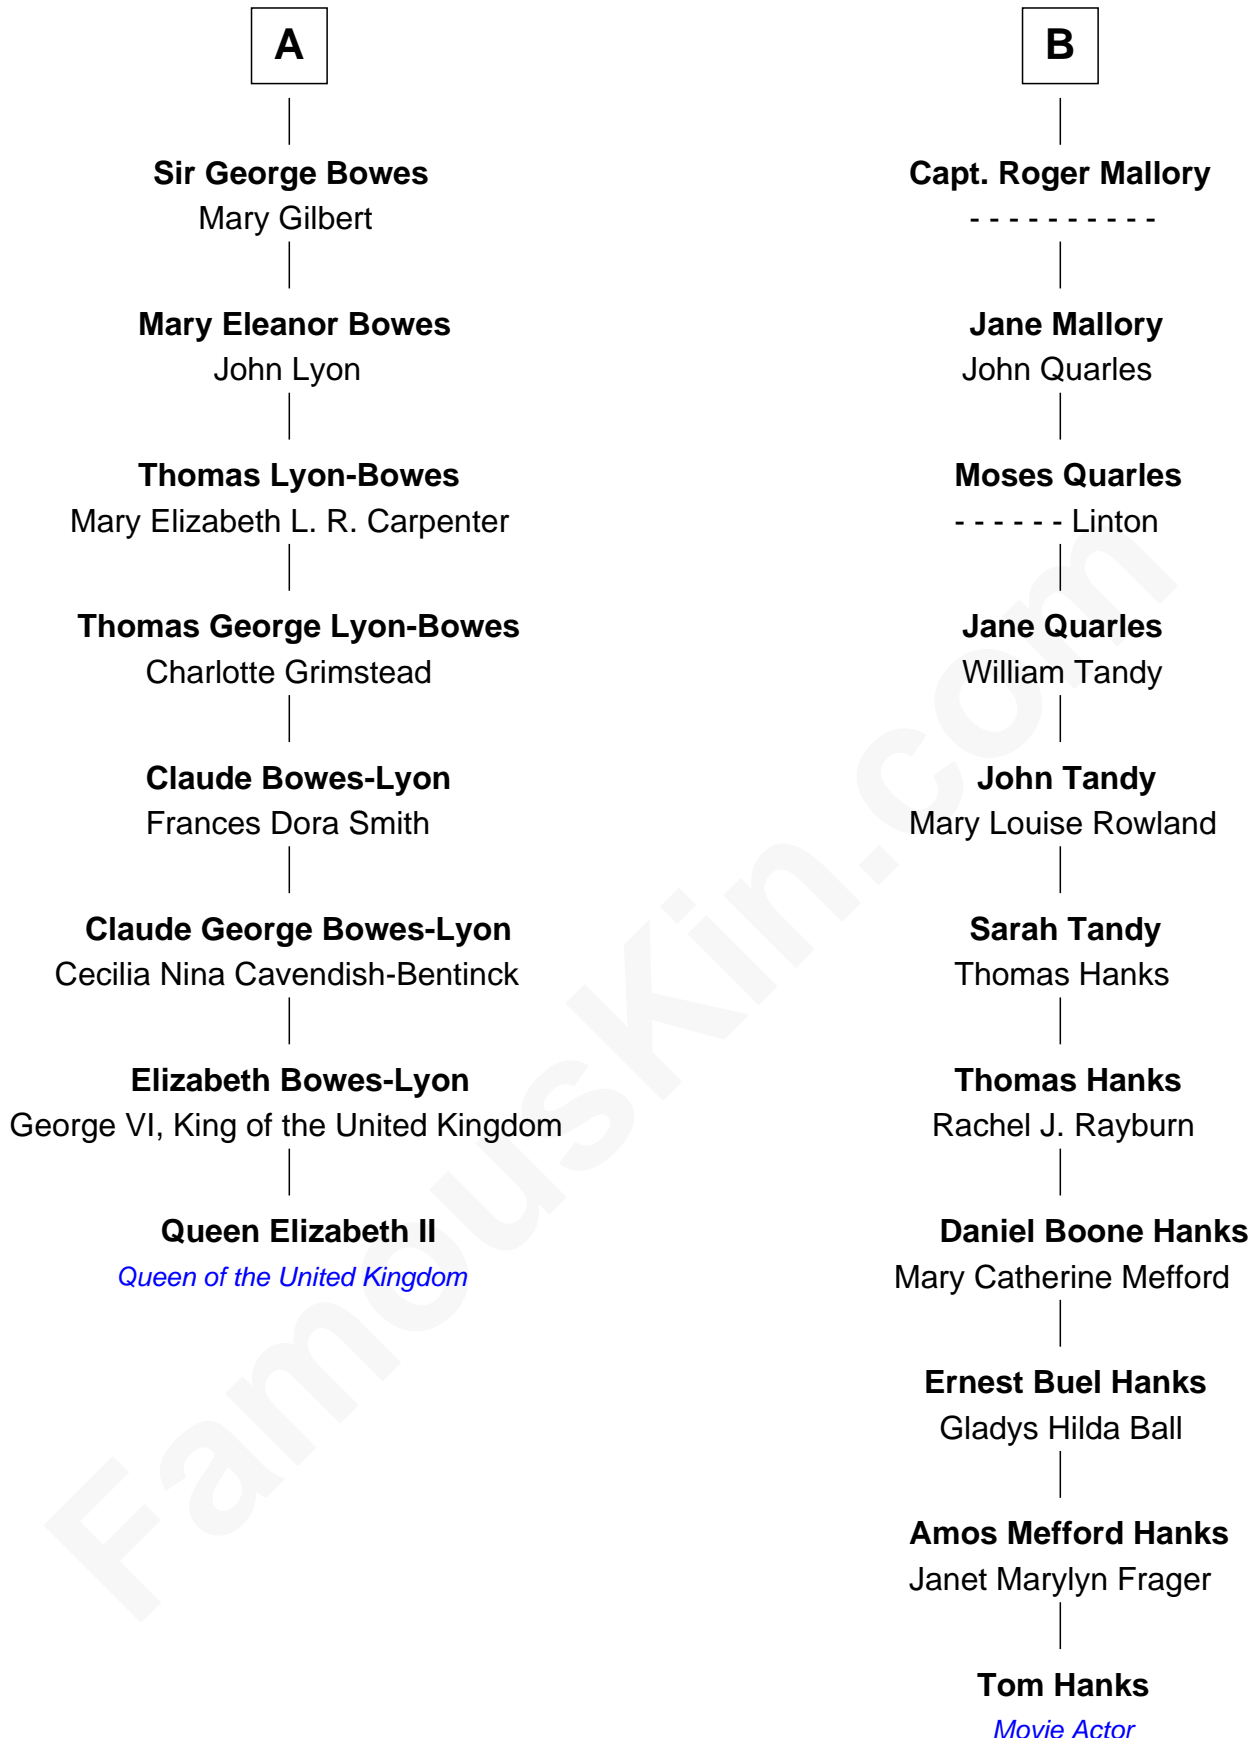 A
Sir George Bowes
Mary Gilbert
Mary Eleanor Bowes
John Lyon
Thomas Lyon-Bowes
Mary Elizabeth L. R. Carpenter
Thomas George Lyon-Bowes
Charlotte Grimstead
Claude Bowes-Lyon
Frances Dora Smith
Claude George Bowes-Lyon
Cecilia Nina Cavendish-Bentinck
Elizabeth Bowes-Lyon
George VI, King of the United Kingdom
Queen Elizabeth II
Queen of the United Kingdom
B
Capt. Roger Mallory
- - - - - - - - - -
Jane Mallory
John Quarles
Moses Quarles
- - - - - - Linton
Jane Quarles
William Tandy
John Tandy
Mary Louise Rowland
Sarah Tandy
Thomas Hanks
Thomas Hanks
Rachel J. Rayburn
Daniel Boone Hanks
Mary Catherine Mefford
Ernest Buel Hanks
Gladys Hilda Ball
Amos Mefford Hanks
Janet Marylyn Frager
Tom Hanks
Movie Actor
FamousKin.com